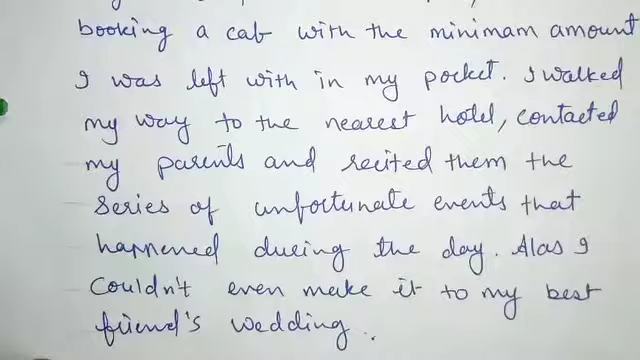 booking a cab with the minimam amount
I was left with in my pocket. I walked
my way to the nearest hotel, contacted
my parents and recited them the
series of unfortunate events that
happened during the day. Alas I
Couldn't even make it to my best
friend's wedding..